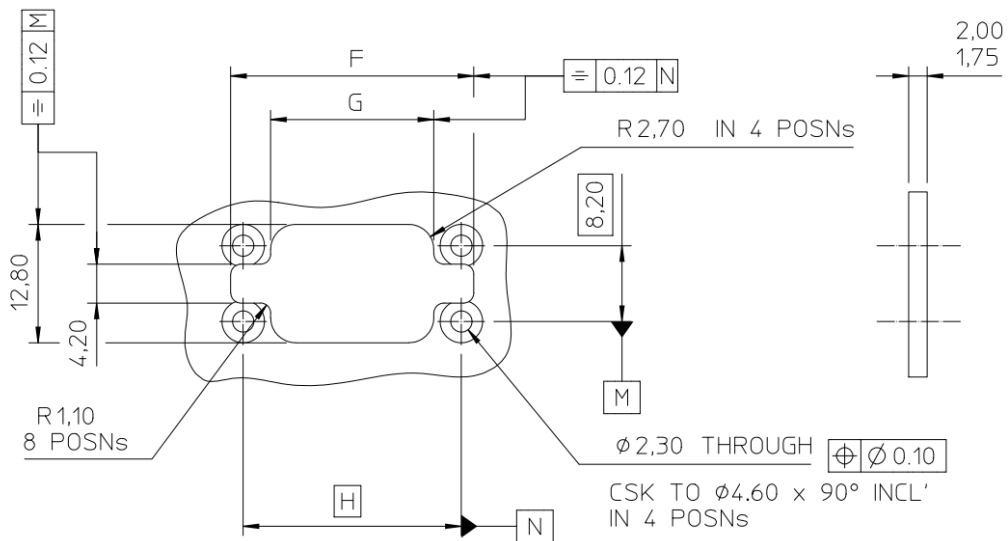 ⌯ 0.12 M
F
⌯ 0.12 N
2,00
1,75
G
R2,70 IN 4 POSNs
8,20
12,80
4,20
M
R1,10
8 POSNs
ø2,30 THROUGH
⌖ Ø 0.10
CSK TO ø4.60 x 90° INCL'
IN 4 POSNs
H
N